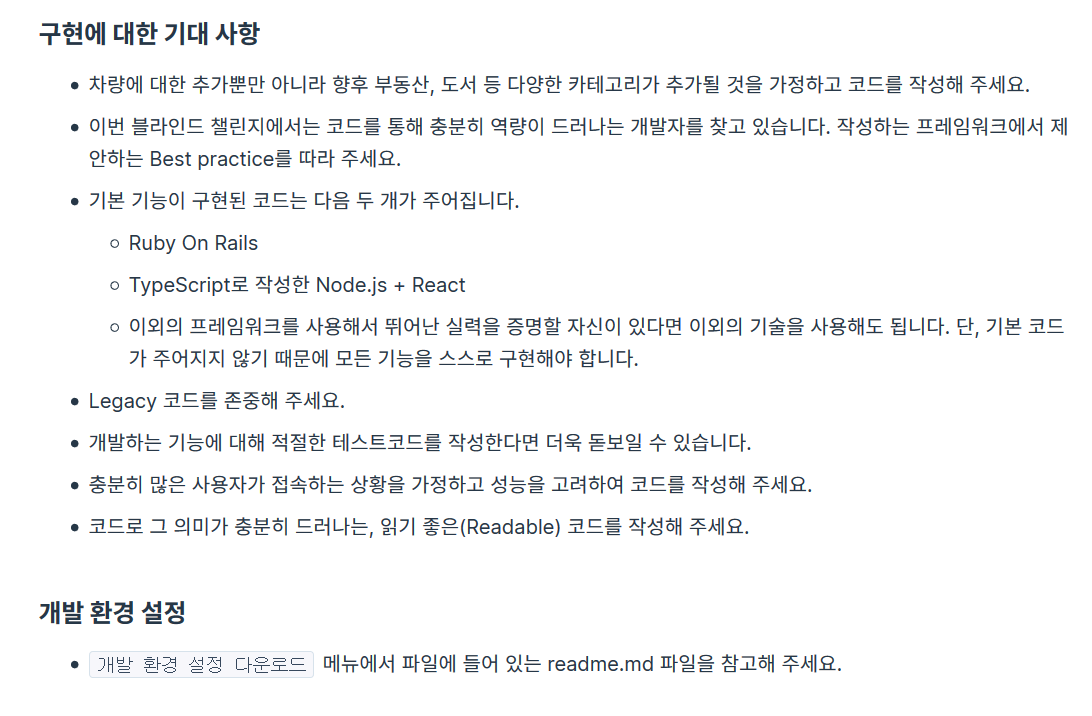 구현에 대한 기대 사항
차량에 대한 추가뿐만 아니라 향후 부동산, 도서 등 다양한 카테고리가 추가될 것을 가정하고 코드를 작성해 주세요.
이번 블라인드 챌린지에서는 코드를 통해 충분히 역량이 드러나는 개발자를 찾고 있습니다. 작성하는 프레임워크에서 제
안하는 Best practice를 따라 주세요.
기본 기능이 구현된 코드는 다음 두 개가 주어집니다.
Ruby On Rails
TypeScript로 작성한 Node.js + React
이외의 프레임워크를 사용해서 뛰어난 실력을 증명할 자신이 있다면 이외의 기술을 사용해도 됩니다. 단, 기본 코드
가 주어지지 않기 때문에 모든 기능을 스스로 구현해야 합니다.
Legacy 코드를 존중해 주세요.
개발하는 기능에 대해 적절한 테스트코드를 작성한다면 더욱 돋보일 수 있습니다.
충분히 많은 사용자가 접속하는 상황을 가정하고 성능을 고려하여 코드를 작성해 주세요.
코드로 그 의미가 충분히 드러나는, 읽기 좋은(Readable) 코드를 작성해 주세요.
개발 환경 설정
개발 환경 설정 다운로드 메뉴에서 파일에 들어 있는 readme.md 파일을 참고해 주세요.